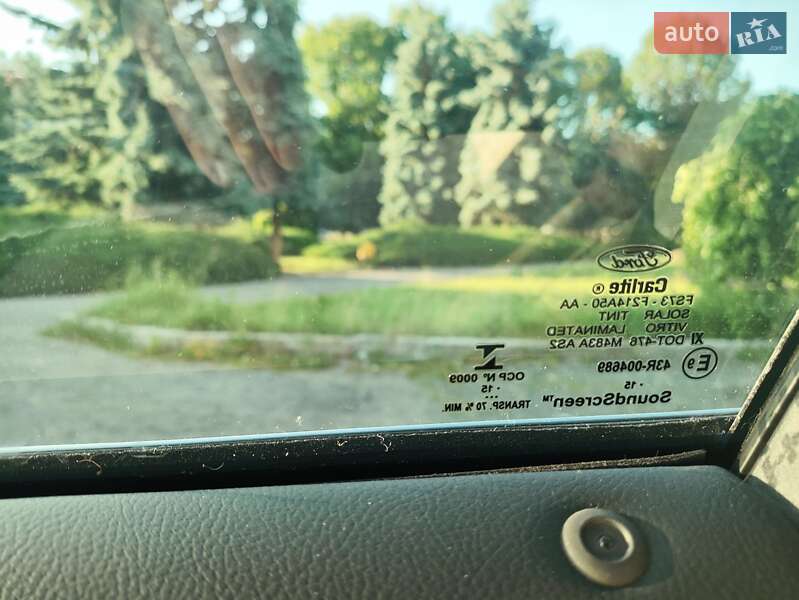 auto RIA
.com
Ford
Carlite ®
FS73 - F214A50 - AA
SOLAR TINT
VITRO LAMINATED
XI DOT-476 M483A AS2
E9 43R-004689
· 15
SoundScreen™
I
OCP Nº 0009
· 15
...
TRANSP. 70 % MIN.